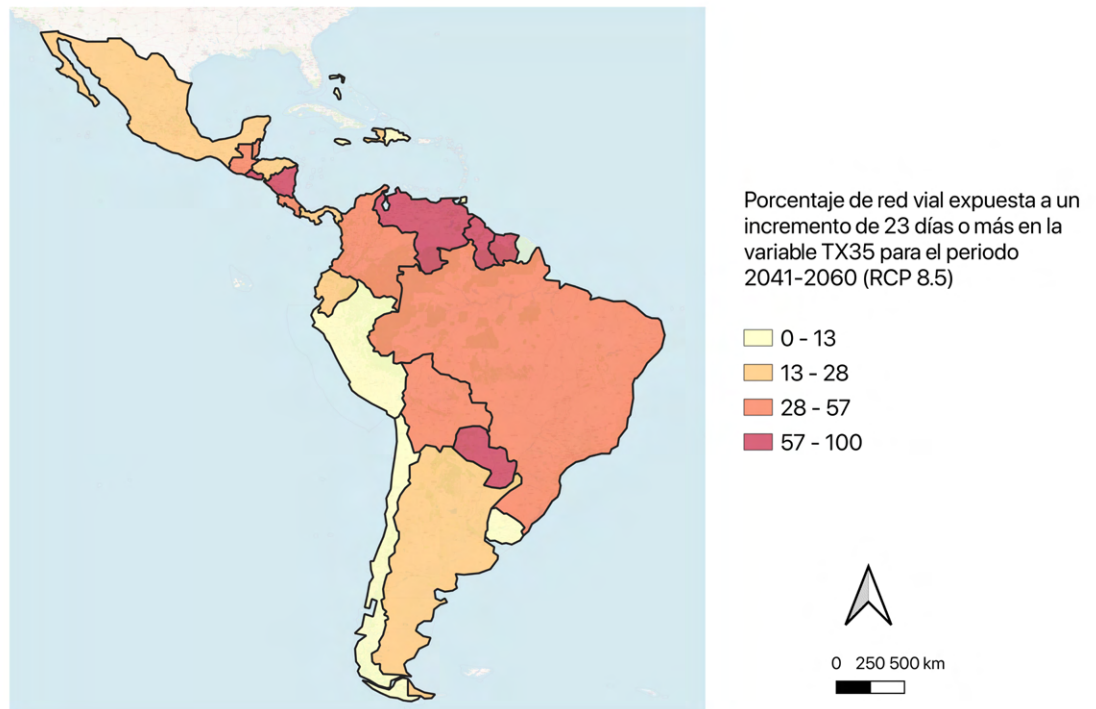 Porcentaje de red vial expuesta a un
incremento de 23 días o más en la
variable TX35 para el periodo
2041-2060 (RCP 8.5)
0 - 13
13 - 28
28 - 57
57 - 100
0 250 500 km